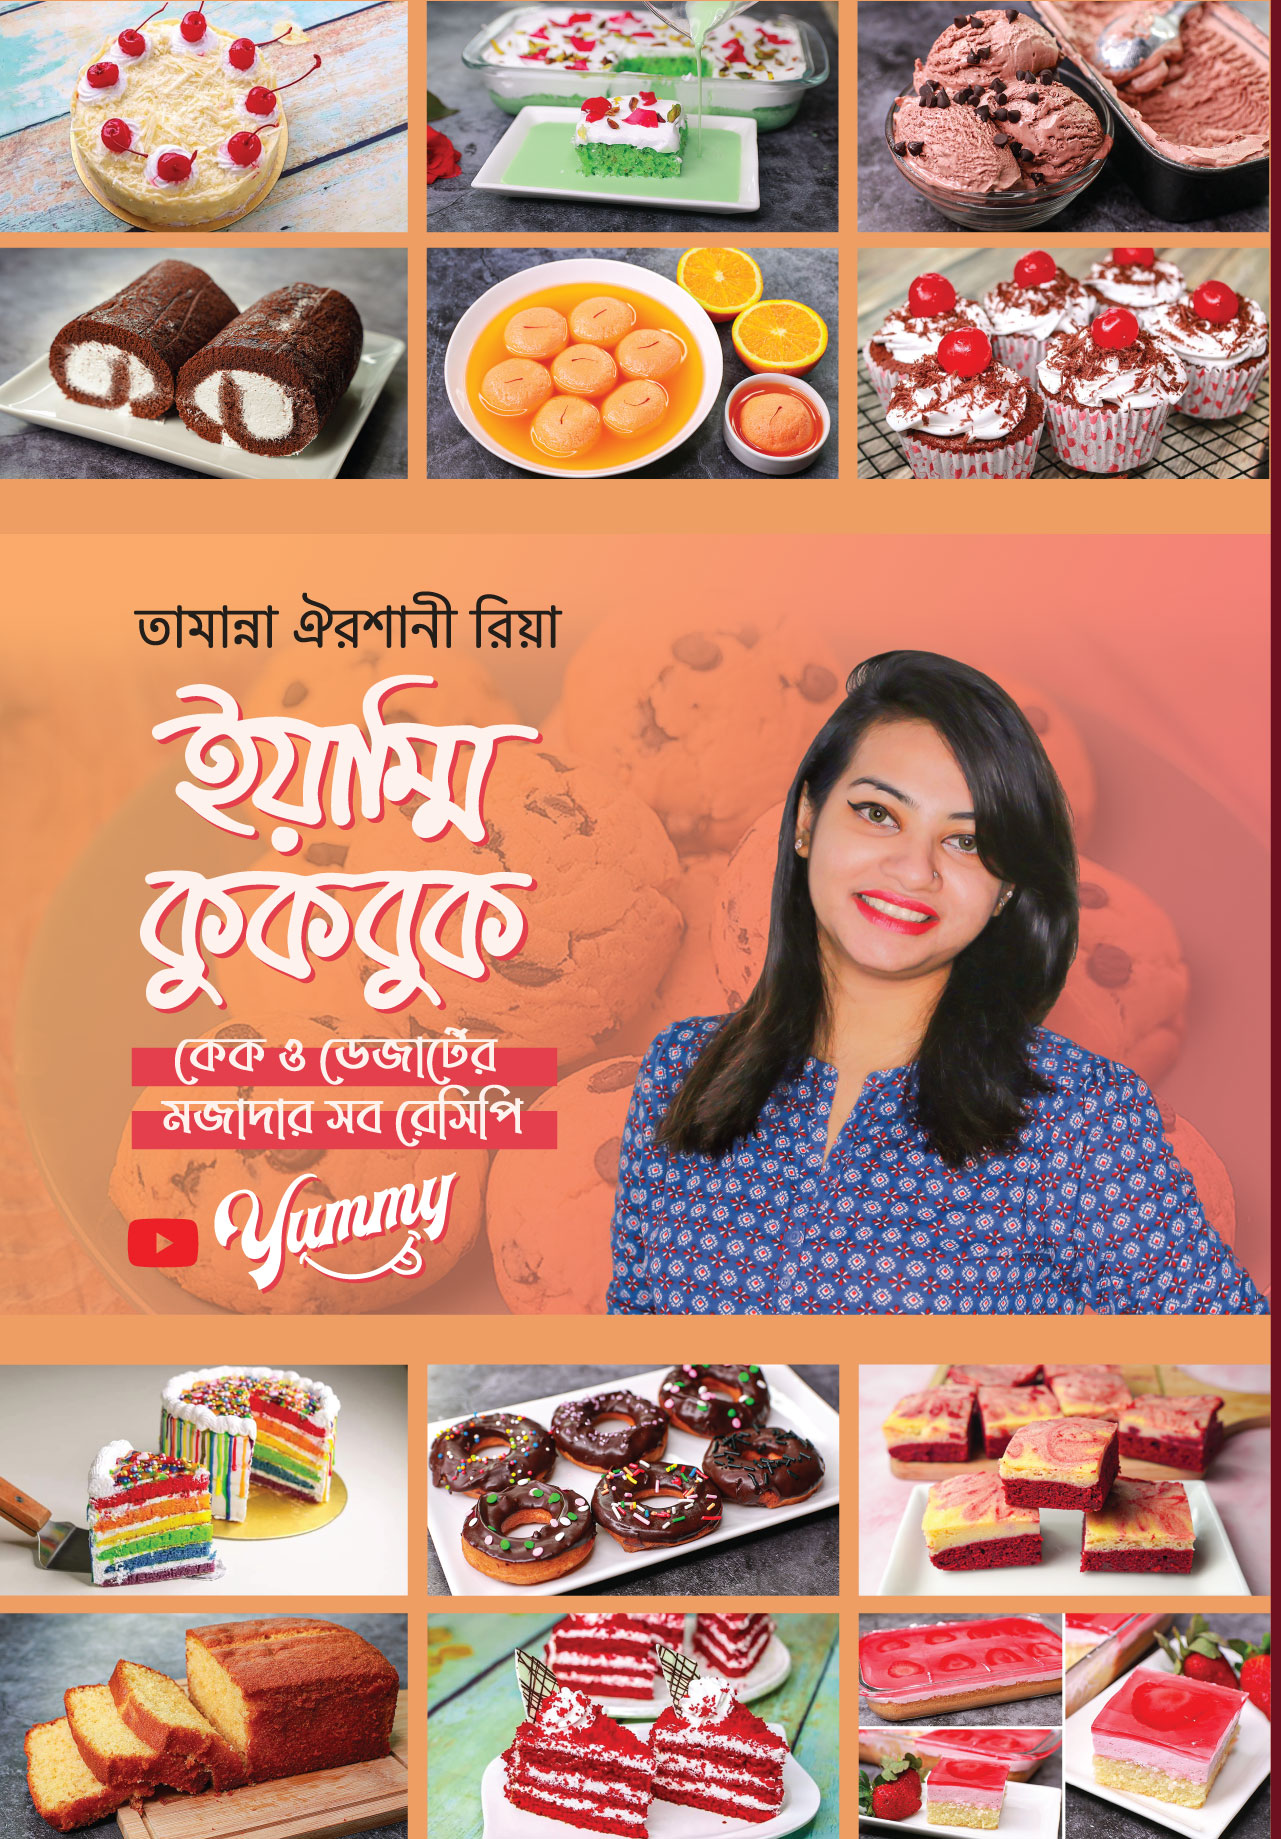 তামান্না ঐরশানী রিয়া
ইয়াম্মি
কুকবুক
কেক ও ডেজার্টের
মজাদার সব রেসিপি
Yummy